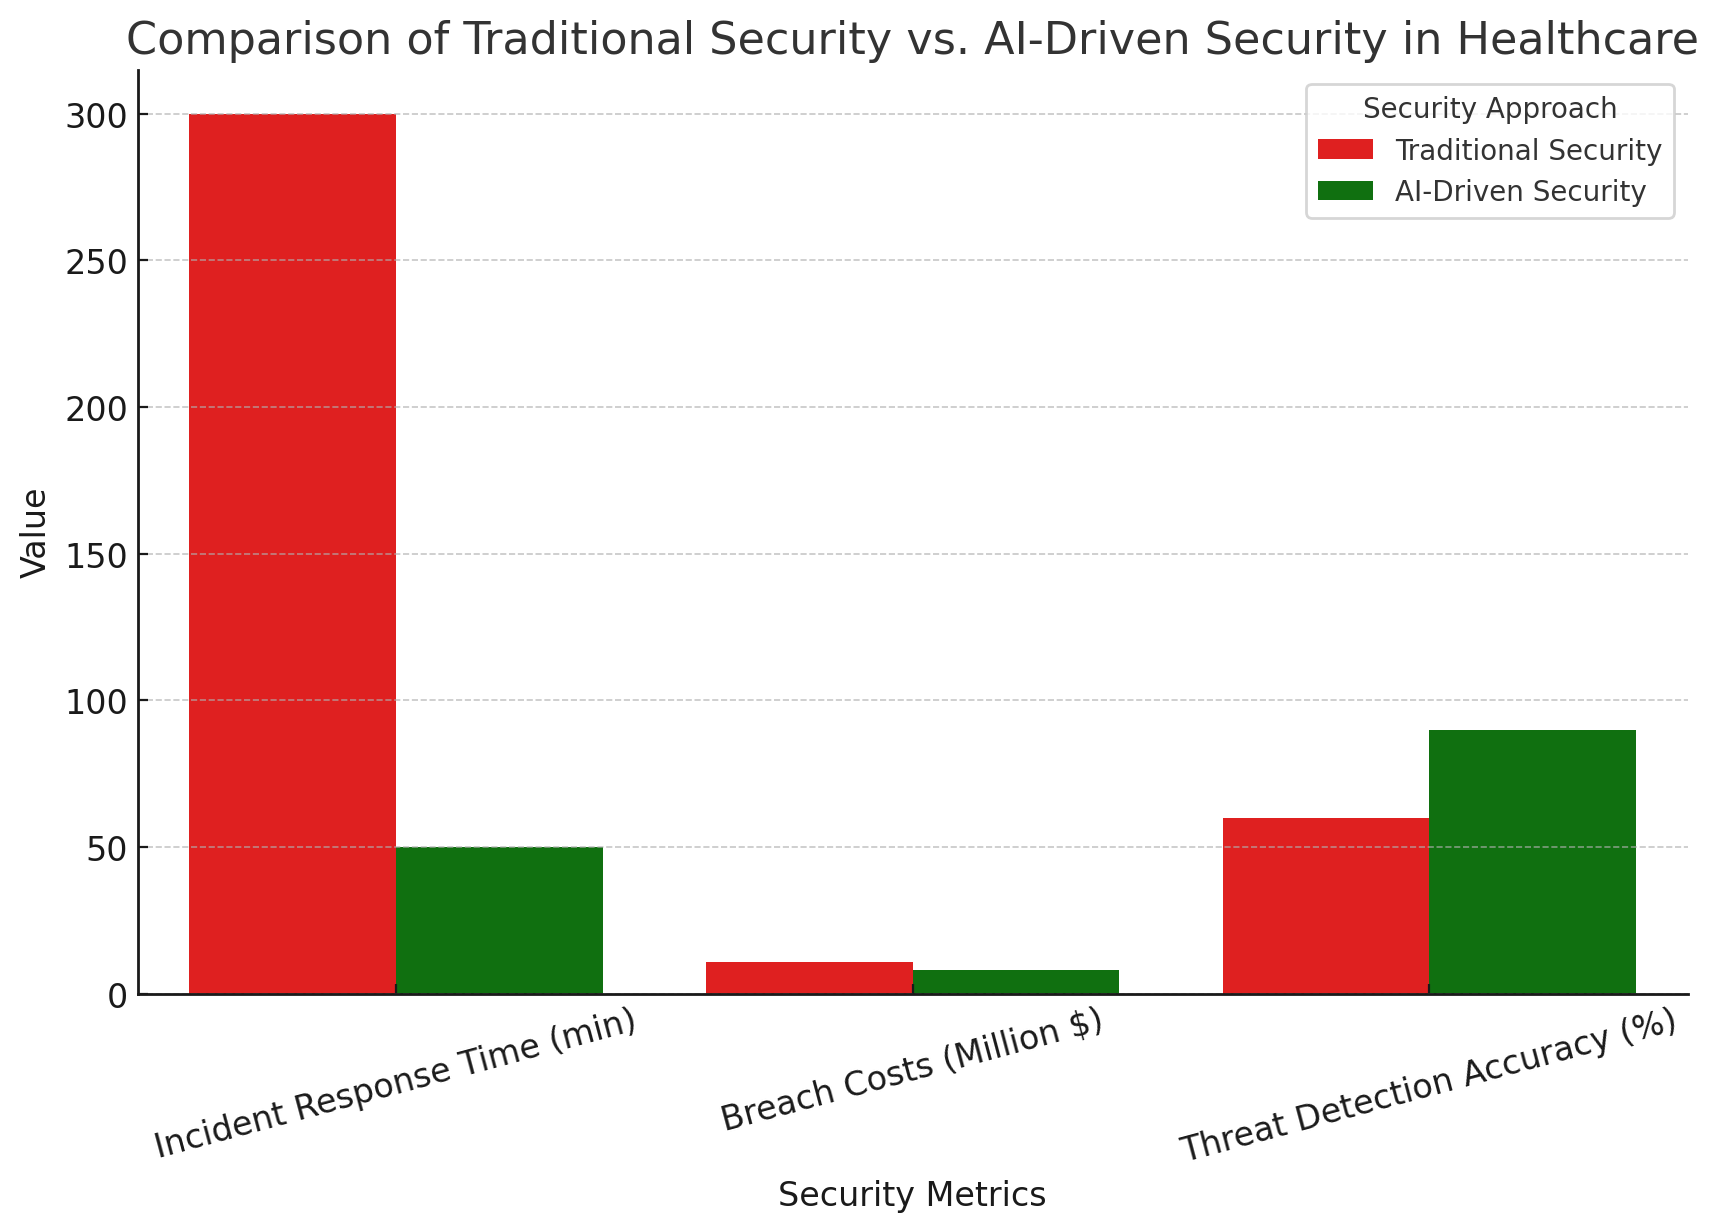 Comparison of Traditional Security vs. AI-Driven Security in Healthcare
Security Approach
Traditional Security
AI-Driven Security
Value
300
250
200
150
100
50
0
Incident Response Time (min)
Breach Costs (Million $)
Threat Detection Accuracy (%)
Security Metrics